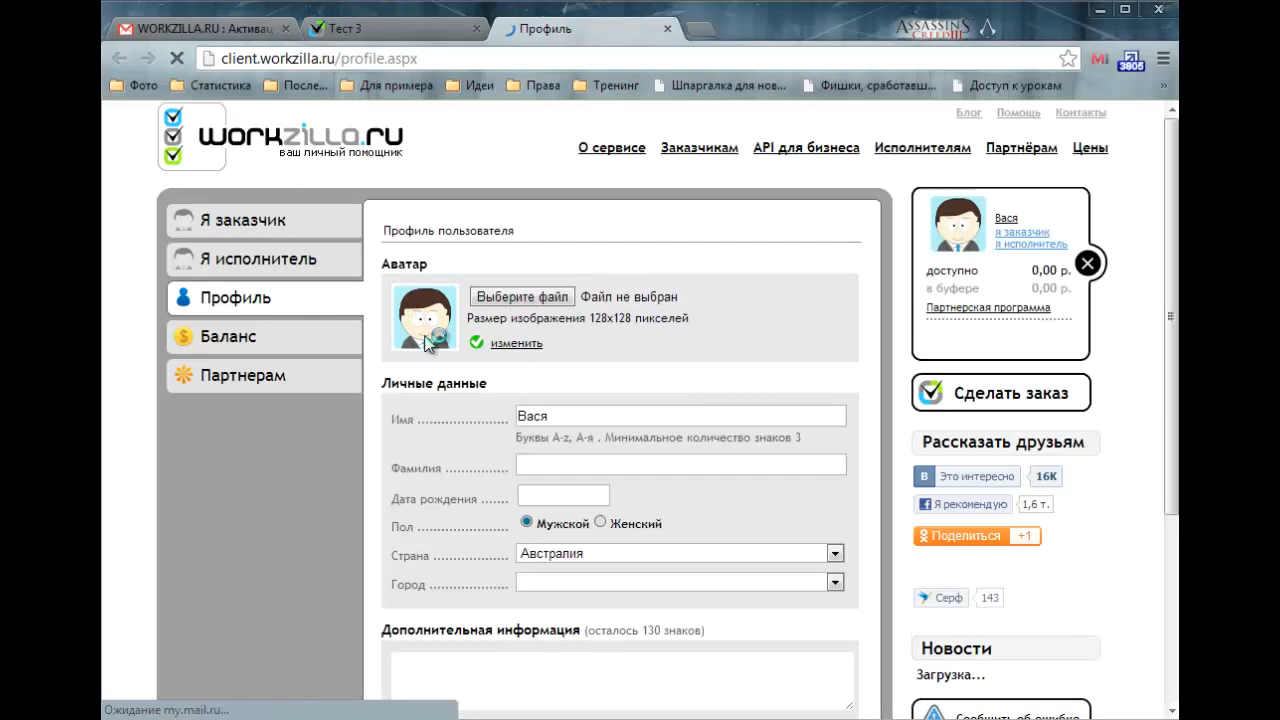 WORKZILLA.RU : Активац
Тест 3
Профиль
ASSASSINS CREED III
client.workzilla.ru/profile.aspx
3805
Фото
Статистика
После...
Для примера
Идеи
Права
Тренинг
Шпаргалка для нов...
Фишки, сработавш...
Доступ к урокам
»
Блог Помощь Контакты
workzilla.ru
ваш личный помощник
О сервисе Заказчикам API для бизнеса Исполнителям Партнёрам Цены
Я заказчик
Я исполнитель
Профиль
Баланс
Партнерам
Профиль пользователя
Аватар
Выберите файл Файл не выбран
Размер изображения 128x128 пикселей
изменить
Личные данные
Имя .................. Вася
Буквы A-z, А-я . Минимальное количество знаков 3
Фамилия ............
Дата рождения ......
Пол .................. Мужской Женский
Страна ............... Австралия
Город ................
Дополнительная информация (осталось 130 знаков)
Вася
я заказчик
я исполнитель
доступно 0,00 р.
в буфере 0,00 р.
Партнерская программа
Сделать заказ
Рассказать друзьям
В Это интересно 16K
f Я рекомендую 1,6 т.
Поделиться +1
Серф 143
Новости
Загрузка...
Сообщить об ошибке
Ожидание my.mail.ru...